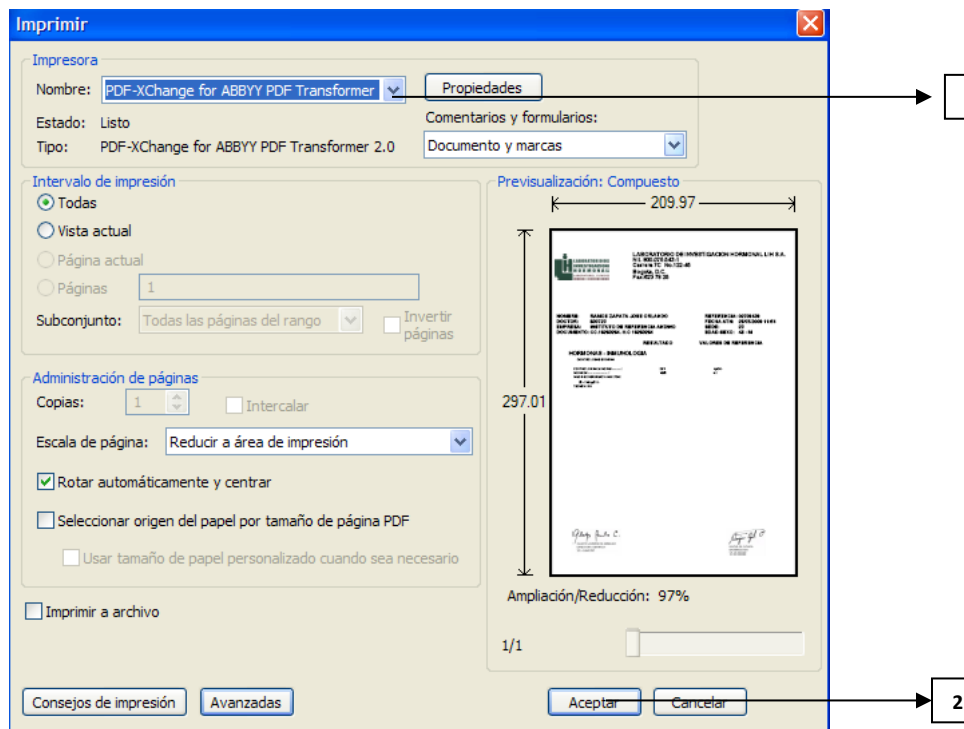 Imprimir
Impresora
Nombre: PDF-XChange for ABBYY PDF Transformer Propiedades
Estado: Listo Comentarios y formularios:
Tipo: PDF-XChange for ABBYY PDF Transformer 2.0 Documento y marcas
Intervalo de impresión
Todas
Vista actual
Página actual
Páginas 1
Subconjunto: Todas las páginas del rango Invertir páginas
Administración de páginas
Copias: 1 Intercalar
Escala de página: Reducir a área de impresión
Rotar automáticamente y centrar
Seleccionar origen del papel por tamaño de página PDF
Usar tamaño de papel personalizado cuando sea necesario
Imprimir a archivo
Previsualización: Compuesto
209.97
297.01
LABORATORIO DE INVESTIGACION HORMONAL LIH S.A.
Bogota, D.C.
RESULTADO VALORES DE REFERENCIA
HORMONAS - INMUNOLOGIA
Ampliación/Reducción: 97%
1/1
Consejos de impresión Avanzadas Aceptar Cancelar
2